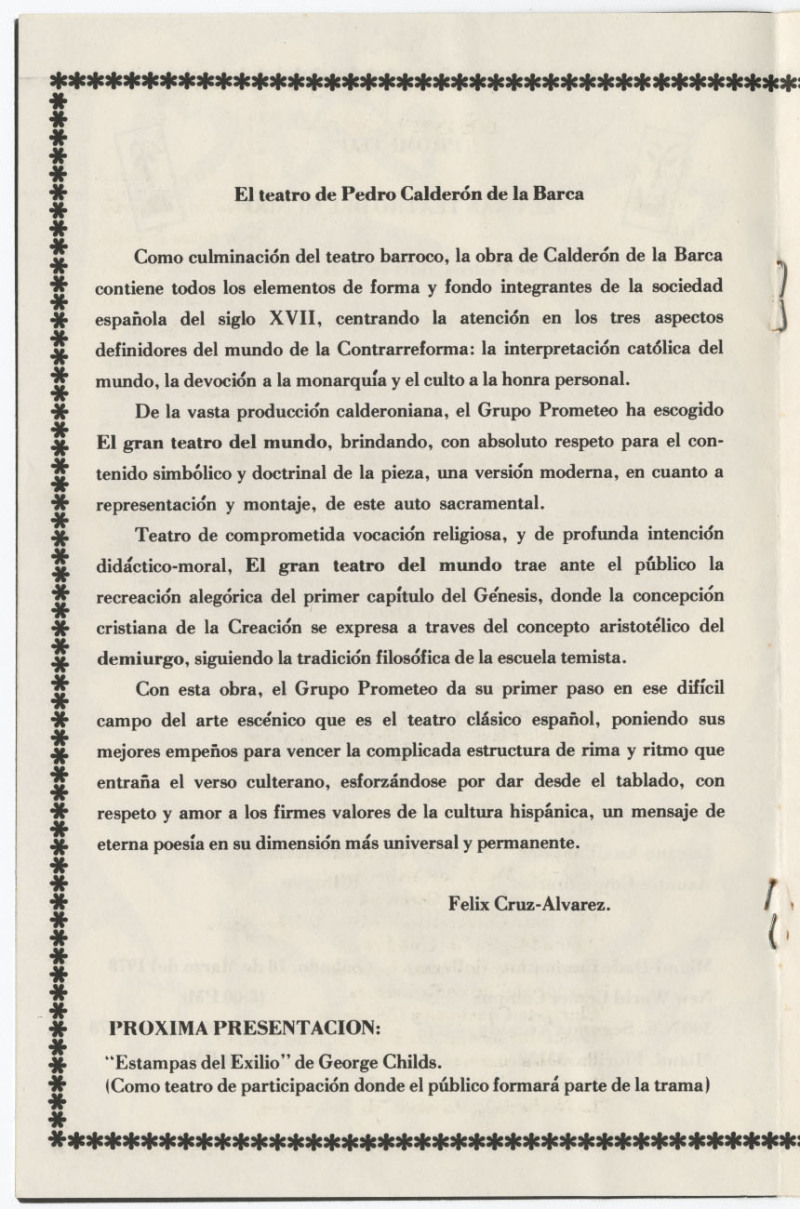 El teatro de Pedro Calderón de la Barca
Como culminación del teatro barroco, la obra de Calderón de la Barca
contiene todos los elementos de forma y fondo integrantes de la sociedad
española del siglo XVII, centrando la atención en los tres aspectos
definidores del mundo de la Contrarreforma: la interpretación católica del
mundo, la devoción a la monarquía y el culto a la honra personal.
De la vasta producción calderoniana, el Grupo Prometeo ha escogido
El gran teatro del mundo, brindando, con absoluto respeto para el con-
tenido simbólico y doctrinal de la pieza, una versión moderna, en cuanto a
representación y montaje, de este auto sacramental.
Teatro de comprometida vocación religiosa, y de profunda intención
didáctico-moral, El gran teatro del mundo trae ante el público la
recreación alegórica del primer capítulo del Génesis, donde la concepción
cristiana de la Creación se expresa a traves del concepto aristotélico del
demiurgo, siguiendo la tradición filosófica de la escuela temista.
Con esta obra, el Grupo Prometeo da su primer paso en ese difícil
campo del arte escénico que es el teatro clásico español, poniendo sus
mejores empeños para vencer la complicada estructura de rima y ritmo que
entraña el verso culterano, esforzándose por dar desde el tablado, con
respeto y amor a los firmes valores de la cultura hispánica, un mensaje de
eterna poesía en su dimensión más universal y permanente.
Felix Cruz-Alvarez.
PROXIMA PRESENTACION:
"Estampas del Exilio" de George Childs.
(Como teatro de participación donde el público formará parte de la trama)